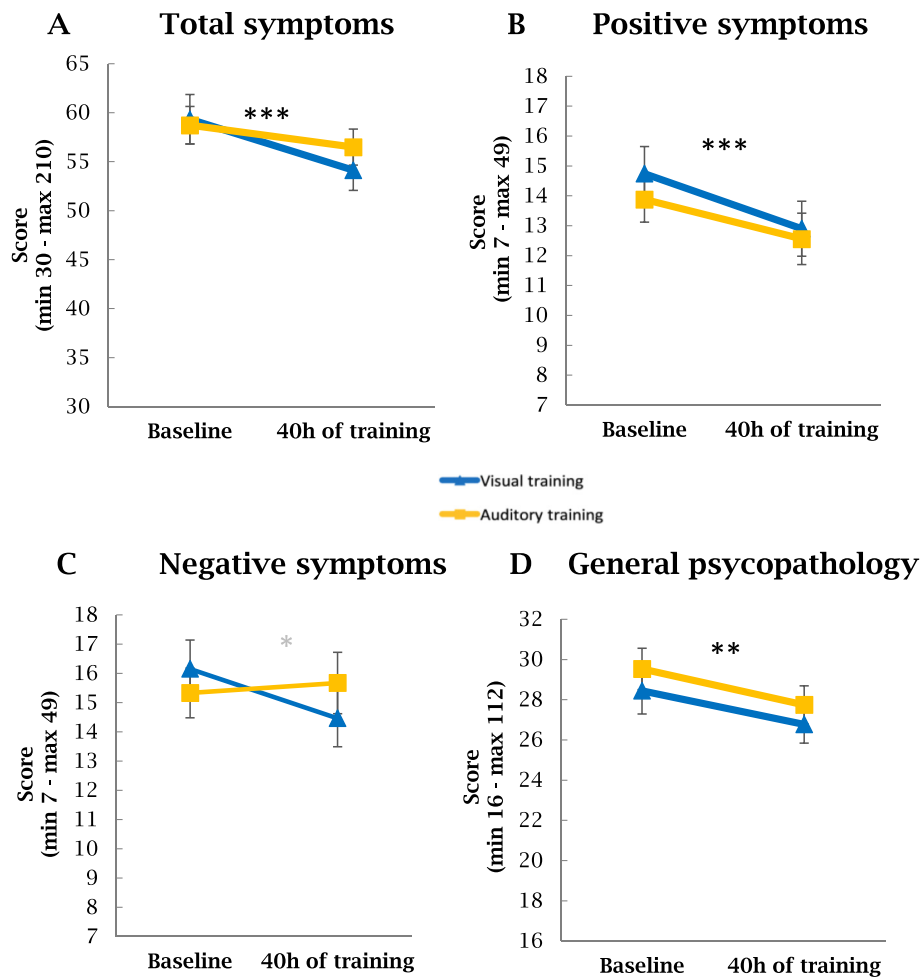 A Total symptoms
65
60
55
50
45
40
35
30
Score
(min 30 - max 210)
***
Baseline 40h of training
B Positive symptoms
18
17
16
15
14
13
12
11
10
9
8
7
Score
(min 7 - max 49)
***
Baseline 40h of training
Visual training
Auditory training
C Negative symptoms
18
17
16
15
14
13
12
11
10
9
8
7
Score
(min 7 - max 49)
*
Baseline 40h of training
D General psycopathology
32
30
28
26
24
22
20
18
16
Score
(min 16 - max 112)
**
Baseline 40h of training